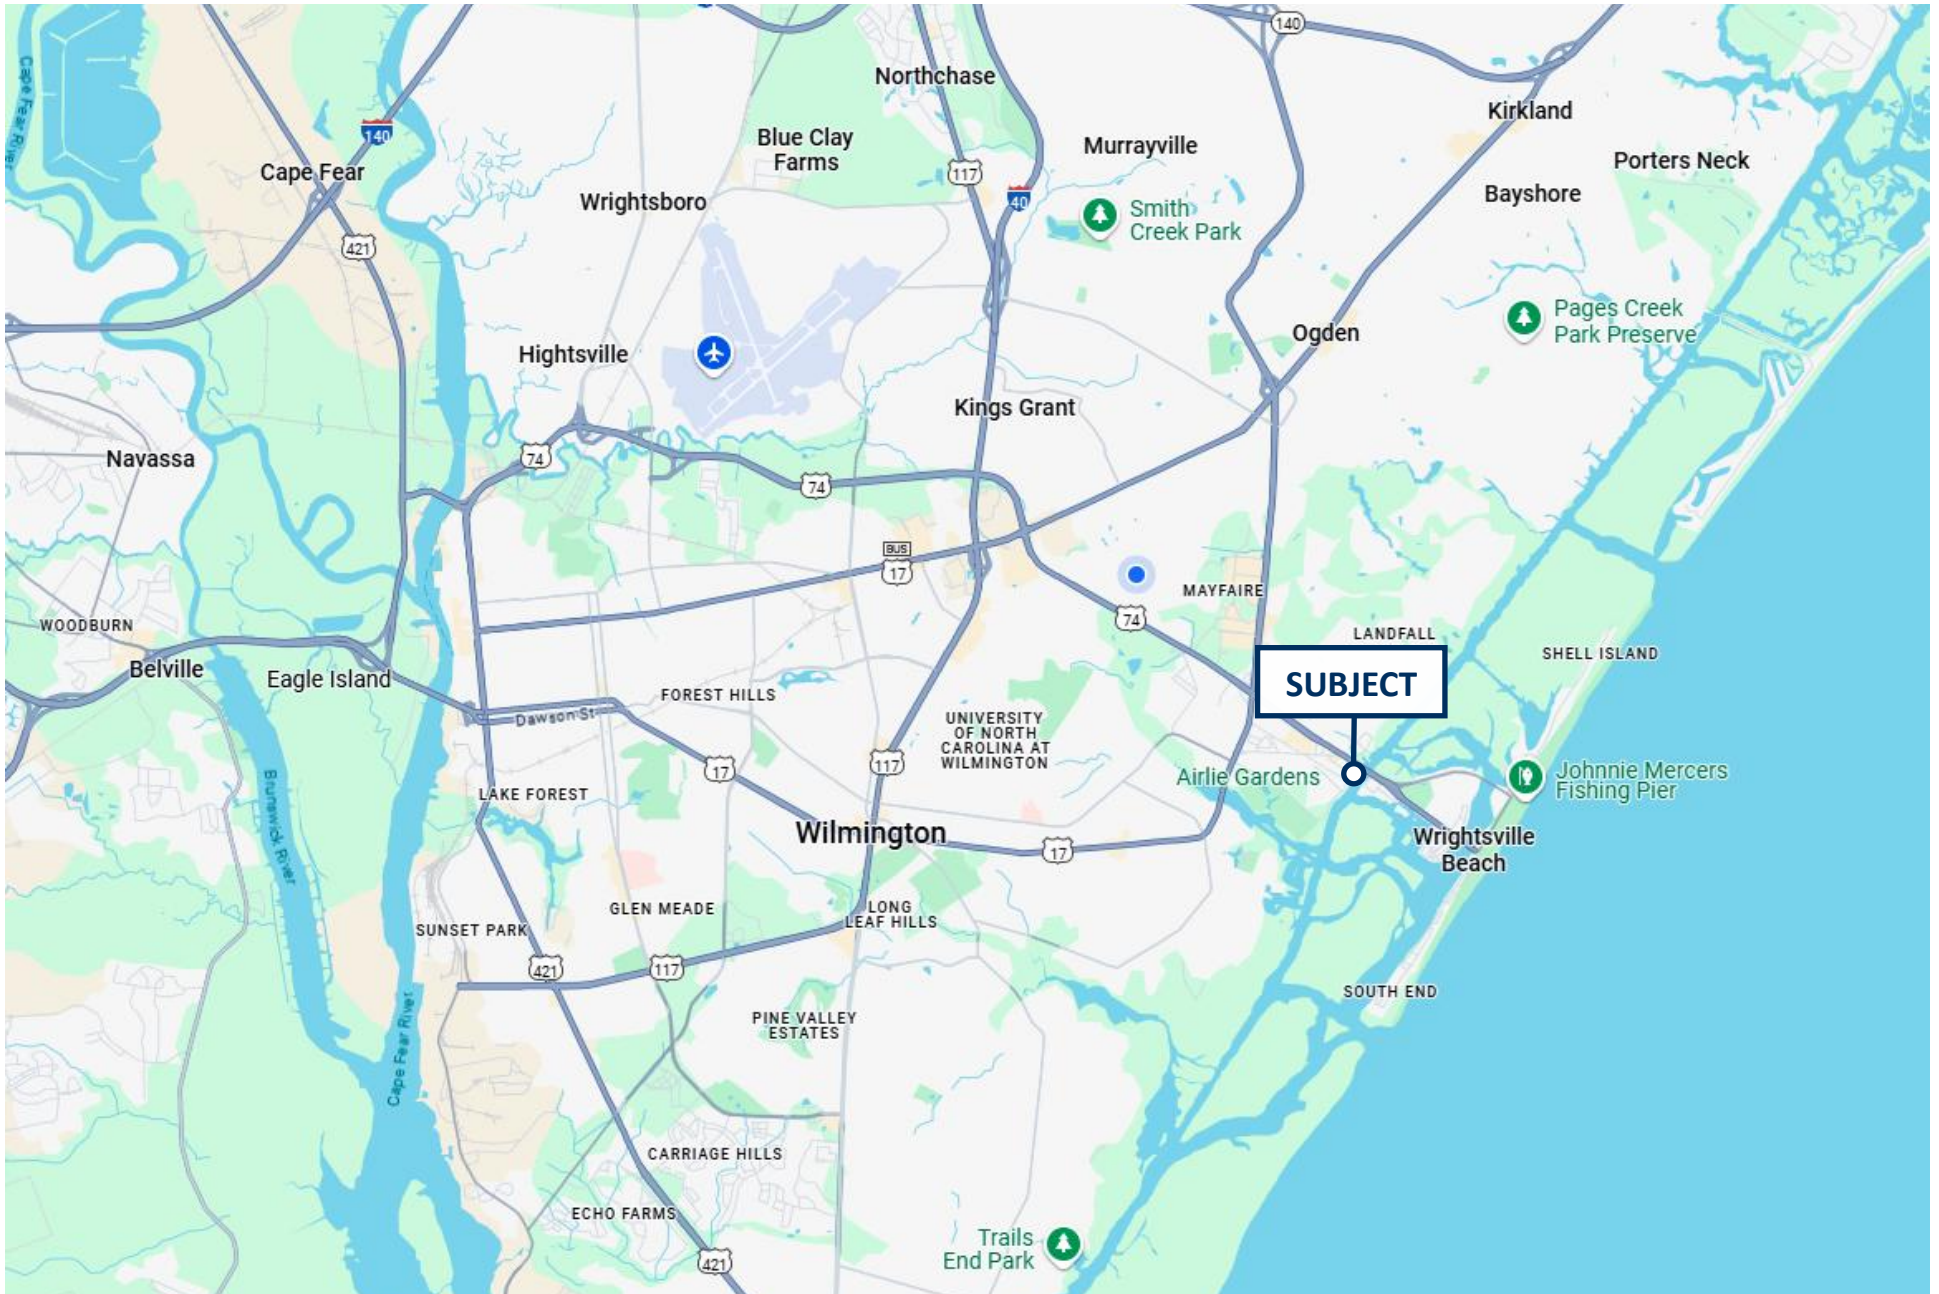 140
Northchase
Cape Fear River
Kirkland
140
Blue Clay
Farms
Murrayville
Porters Neck
Cape Fear
117
Bayshore
40
Wrightsboro
Smith
Creek Park
421
Pages Creek
Park Preserve
Ogden
Hightsville
Kings Grant
Navassa
74
74
BUS
17
MAYFAIRE
74
WOODBURN
LANDFALL
SHELL ISLAND
Belville
Eagle Island
SUBJECT
FOREST HILLS
Dawson St
UNIVERSITY
OF NORTH
CAROLINA AT
WILMINGTON
117
17
Airlie Gardens
Johnnie Mercers
Fishing Pier
LAKE FOREST
Brunswick River
Wilmington
17
Wrightsville
Beach
GLEN MEADE
LONG
LEAF HILLS
SUNSET PARK
421
117
SOUTH END
PINE VALLEY
ESTATES
Cape Fear River
CARRIAGE HILLS
ECHO FARMS
Trails
End Park
421